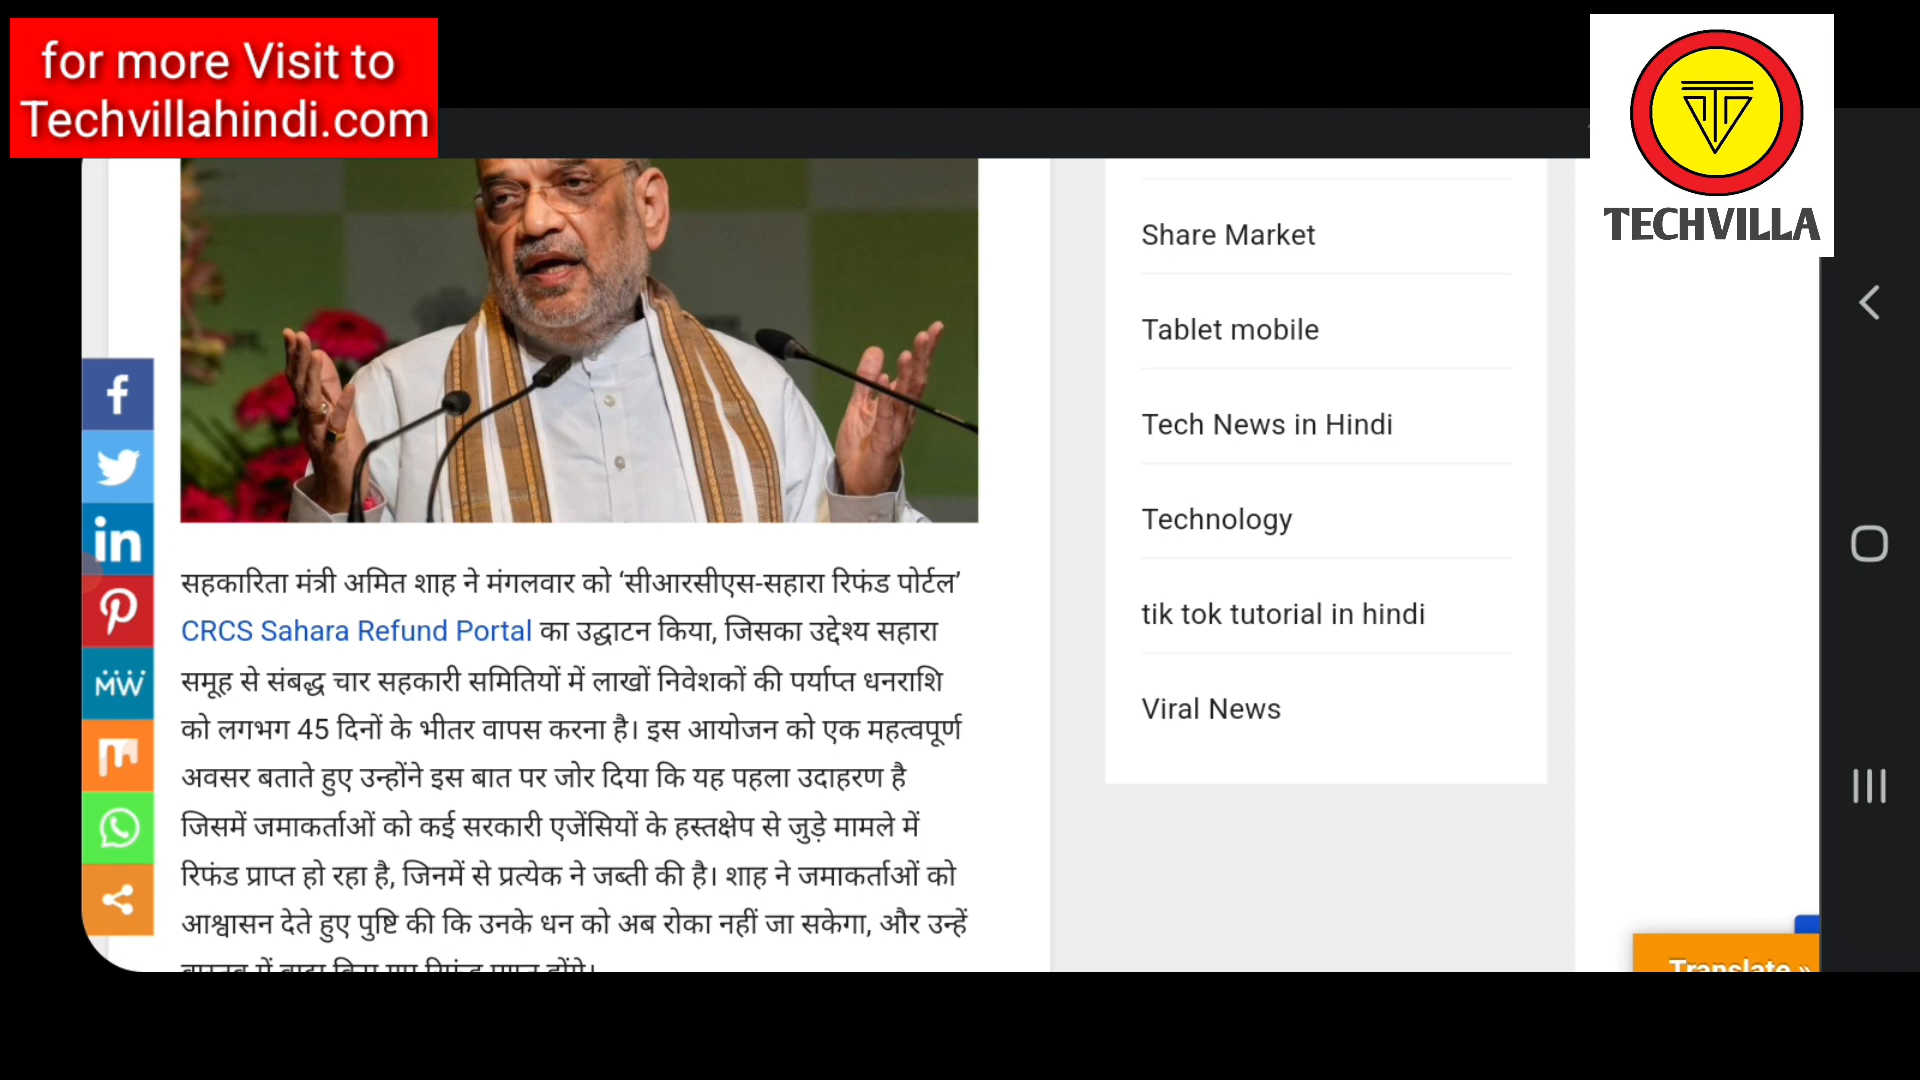 for more Visit to
Techvillahindi.com
TECHVILLA
सहकारिता मंत्री अमित शाह ने मंगलवार को ‘सीआरसीएस-सहारा रिफंड पोर्टल’
CRCS Sahara Refund Portal का उद्घाटन किया, जिसका उद्देश्य सहारा
समूह से संबद्ध चार सहकारी समितियों में लाखों निवेशकों की पर्याप्त धनराशि
को लगभग 45 दिनों के भीतर वापस करना है। इस आयोजन को एक महत्वपूर्ण
अवसर बताते हुए उन्होंने इस बात पर जोर दिया कि यह पहला उदाहरण है
जिसमें जमाकर्ताओं को कई सरकारी एजेंसियों के हस्तक्षेप से जुड़े मामले में
रिफंड प्राप्त हो रहा है, जिनमें से प्रत्येक ने जब्ती की है। शाह ने जमाकर्ताओं को
आश्वासन देते हुए पुष्टि की कि उनके धन को अब रोका नहीं जा सकेगा, और उन्हें
Share Market
Tablet mobile
Tech News in Hindi
Technology
tik tok tutorial in hindi
Viral News
Translate »